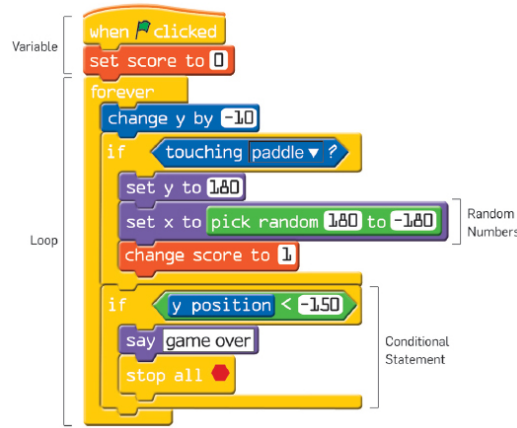 when clicked
Variable
set score to 0
forever
change y by -10
if touching paddle ?
set y to 180
set x to pick random 180 to -180
Random
Numbers
Loop
change score to 1
if y position < -150
say game over
Conditional
Statement
stop all